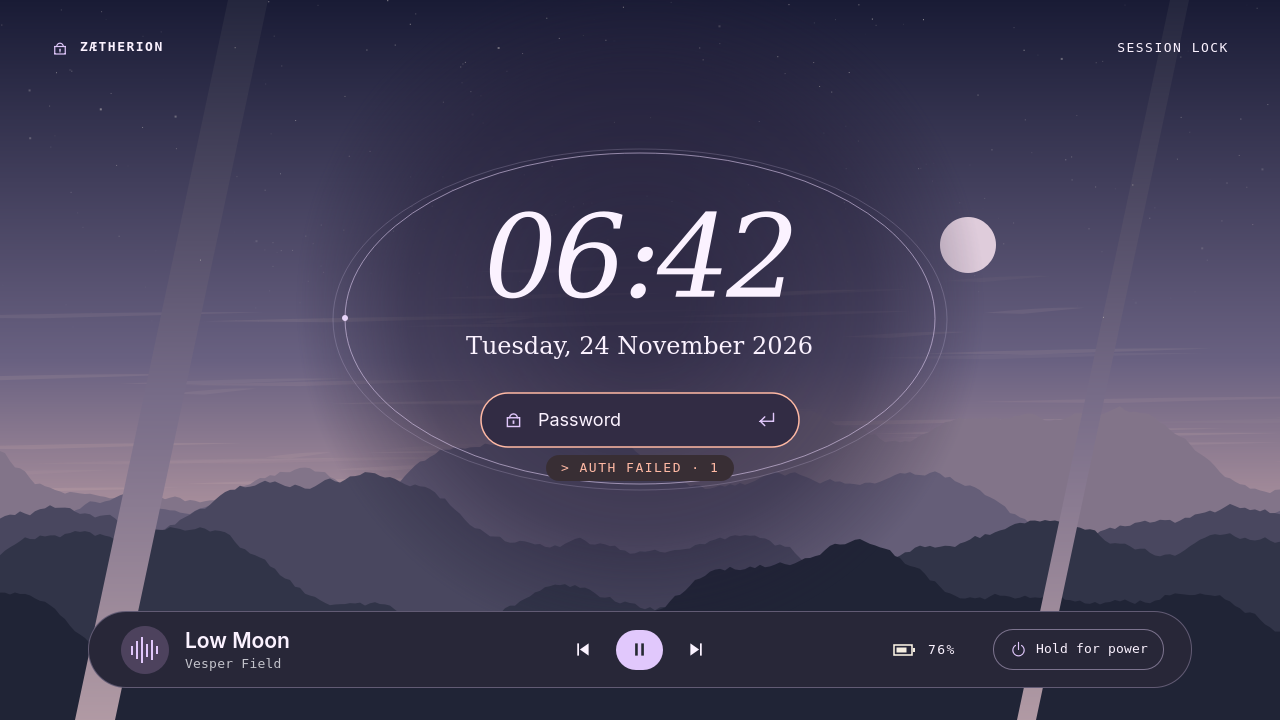 ZÆTHERION
SESSION LOCK
06:42
Tuesday, 24 November 2026
Password
> AUTH FAILED · 1
Low Moon
Vesper Field
76%
Hold for power